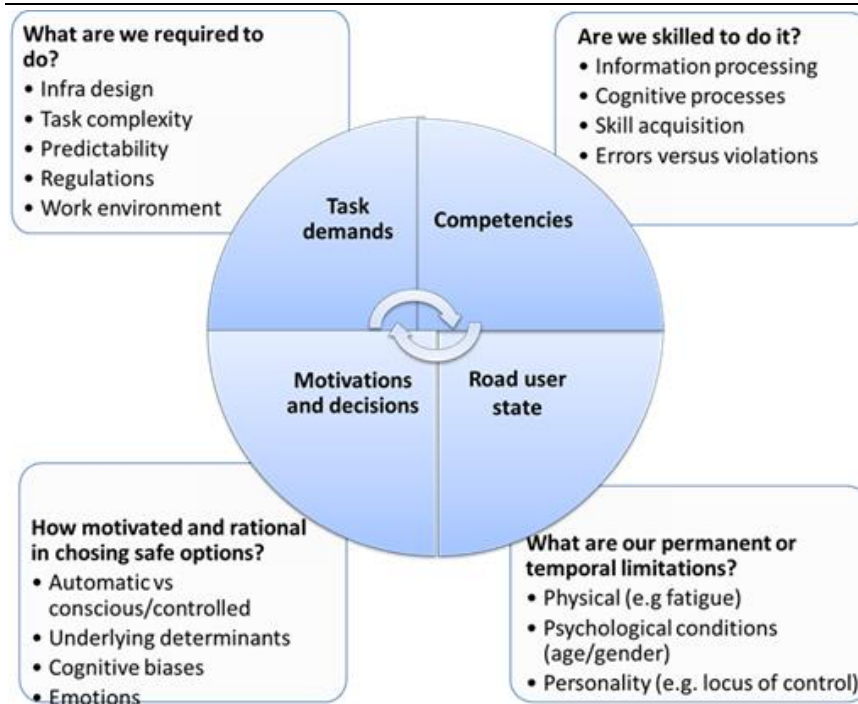 What are we required to
do?
• Infra design
• Task complexity
• Predictability
• Regulations
• Work environment
Are we skilled to do it?
• Information processing
• Cognitive processes
• Skill acquisition
• Errors versus violations
Task
demands
Competencies
Motivations
and decisions
Road user
state
How motivated and rational
in chosing safe options?
• Automatic vs
conscious/controlled
• Underlying determinants
• Cognitive biases
• Emotions
What are our permanent or
temporal limitations?
• Physical (e.g fatigue)
• Psychological conditions
(age/gender)
• Personality (e.g. locus of control)